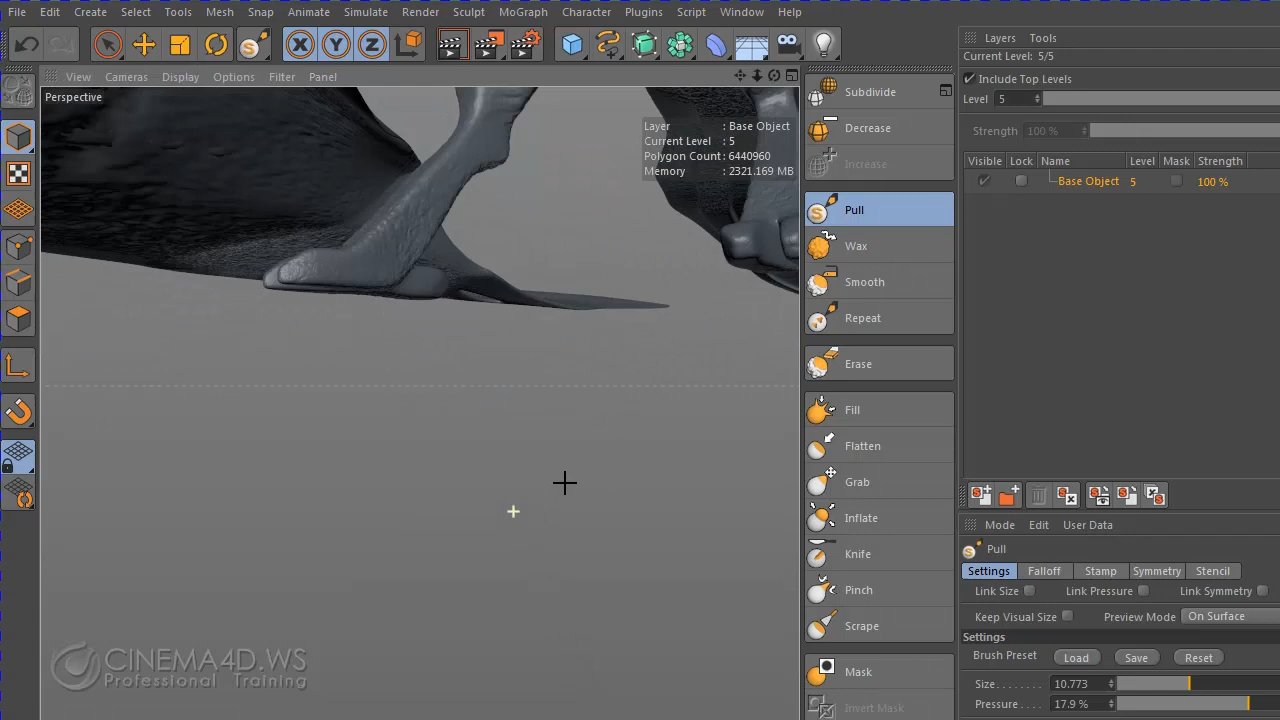 File Edit Create Select Tools Mesh Snap Animate Simulate Render Sculpt MoGraph Character Plugins Script Window Help
Layers Tools
Current Level: 5/5
View Cameras Display Options Filter Panel
Include Top Levels
Perspective
Level 5
Layer : Base Object
Current Level : 5
Polygon Count : 6440960
Memory : 2321.169 MB
Strength 100 %
Visible Lock Name Level Mask Strength
Base Object 5 100 %
Subdivide
Decrease
Increase
Pull
Wax
Smooth
Repeat
Erase
Fill
Flatten
Grab
Inflate
Knife
Pinch
Scrape
Mask
Invert Mask
Mode Edit User Data
Pull
Settings Falloff Stamp Symmetry Stencil
Link Size Link Pressure Link Symmetry
Keep Visual Size Preview Mode On Surface
Settings
Brush Preset Load Save Reset
Size 10.773
Pressure 17.9 %
CINEMA4D.WS
Professional Training